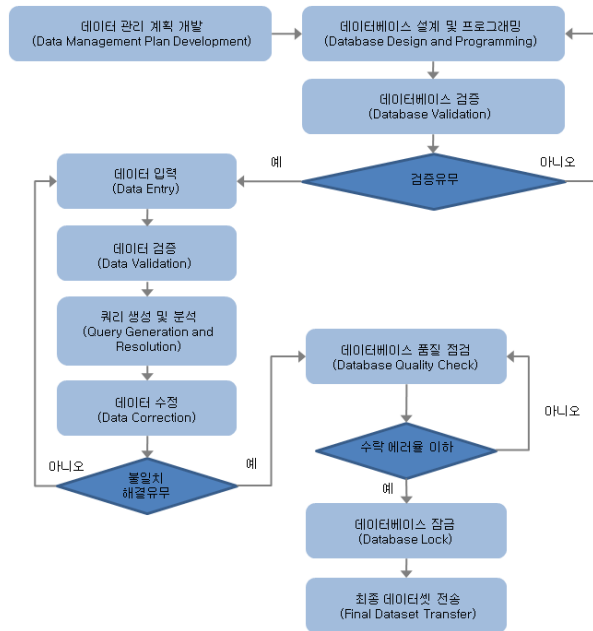 데이터 관리 계획 개발
(Data Management Plan Development)
데이터베이스 설계 및 프로그래밍
(Database Design and Programming)
데이터베이스 검증
(Database Validation)
검증유무
예
아니오
데이터 입력
(Data Entry)
데이터 검증
(Data Validation)
쿼리 생성 및 분석
(Query Generation and
Resolution)
데이터 수정
(Data Correction)
불일치
해결유무
아니오
예
데이터베이스 품질 점검
(Database Quality Check)
수락 에러율 이하
아니오
예
데이터베이스 잠금
(Database Lock)
최종 데이터셋 전송
(Final Dataset Transfer)